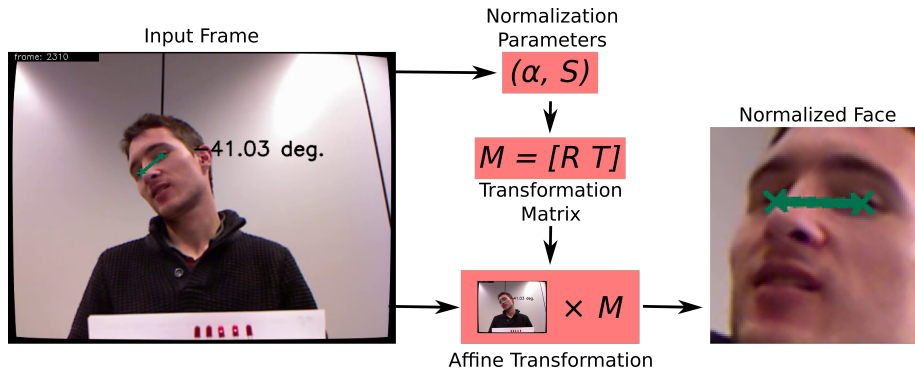 Input Frame
frame: 2310
-41.03 deg.
Normalization
Parameters
(α, S)
M = [R T]
Transformation
Matrix
-41.03 deg.
× M
Affine Transformation
Normalized Face